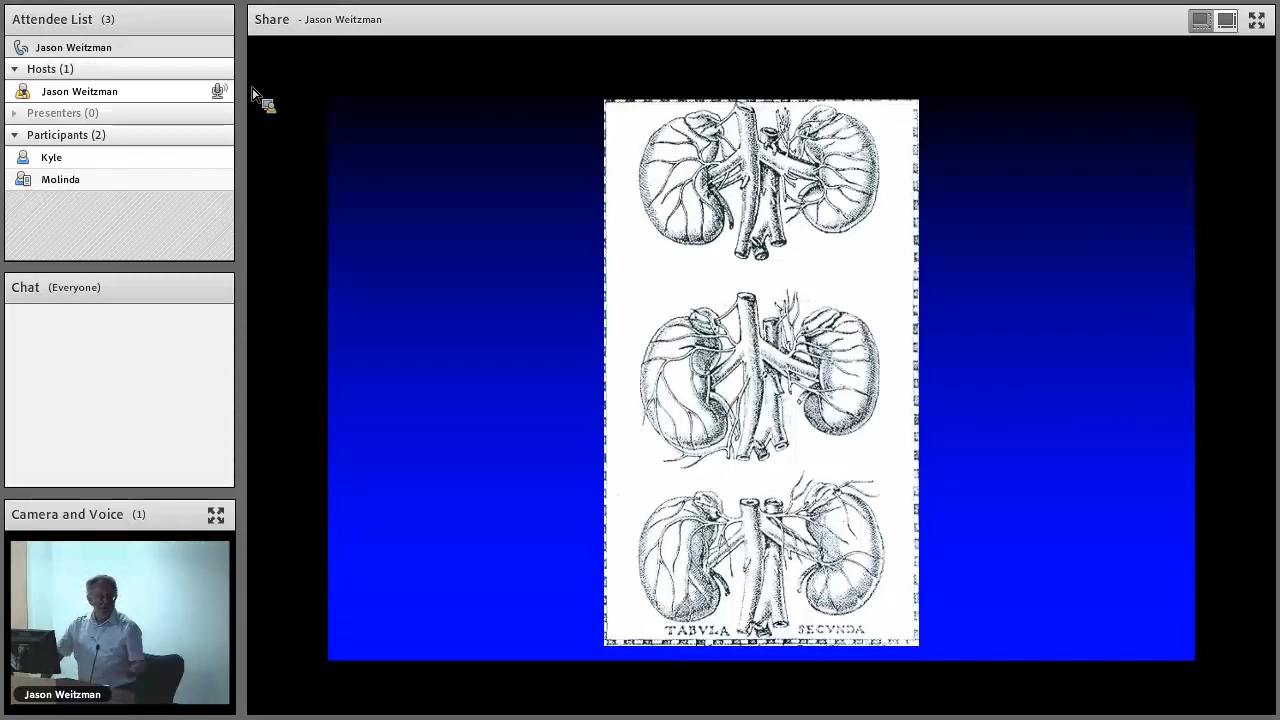 Attendee List (3)
Jason Weitzman
Hosts (1)
Jason Weitzman
Presenters (0)
Participants (2)
Kyle
Molinda
Chat (Everyone)
Camera and Voice (1)
Jason Weitzman
Share - Jason Weitzman
TABVLA SECVNDA